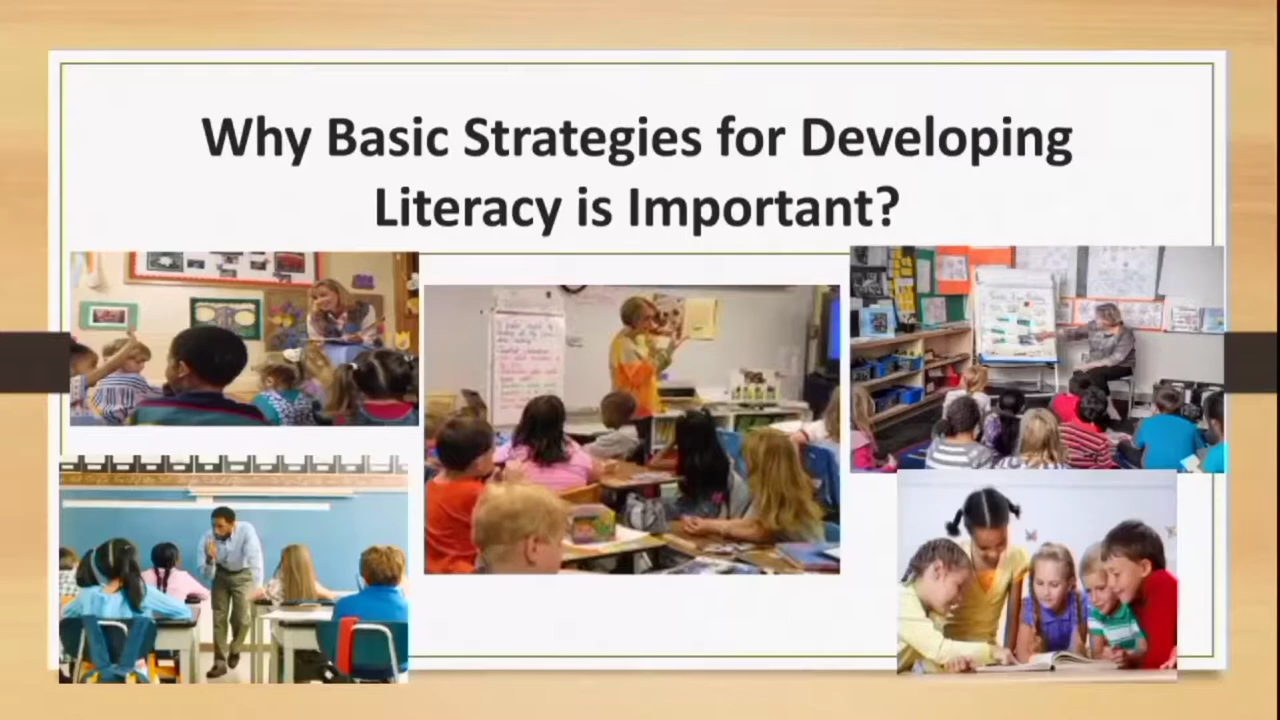 Why Basic Strategies for Developing
Literacy is Important?